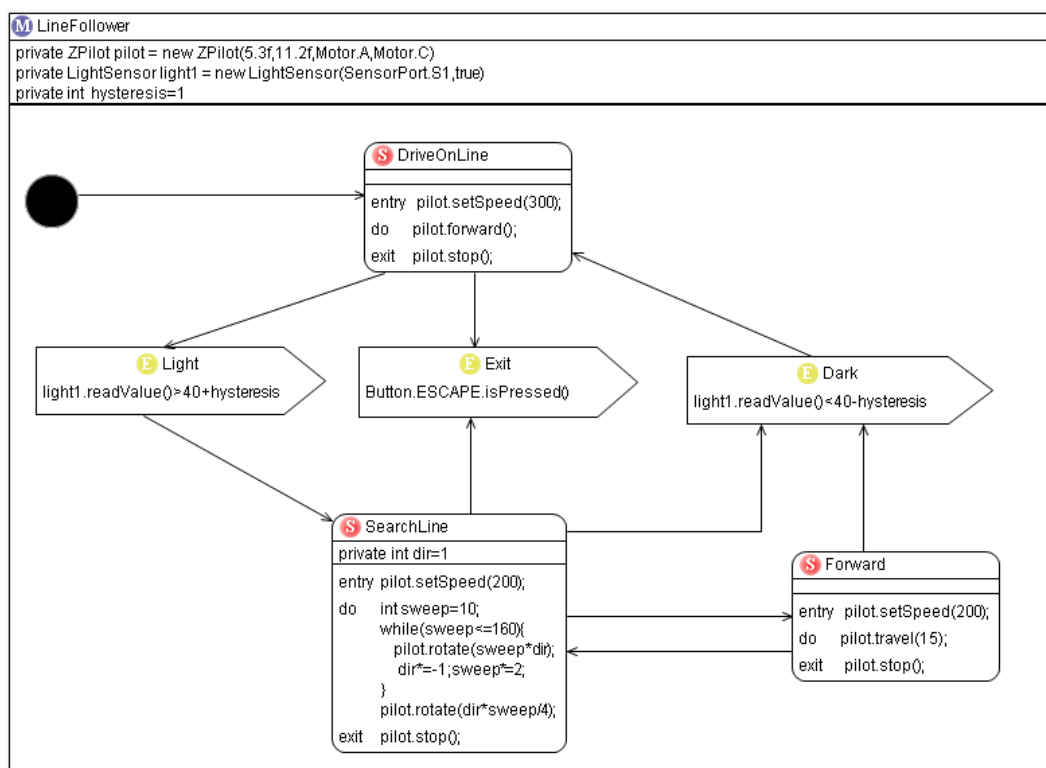 M LineFollower
private ZPilot pilot = new ZPilot(5.3f,11.2f,Motor.A,Motor.C)
private LightSensor light1 = new LightSensor(SensorPort.S1,true)
private int hysteresis=1
S DriveOnLine
entry pilot.setSpeed(300);
do pilot.forward();
exit pilot.stop();
E Light
light1.readValue()>40+hysteresis
E Exit
Button.ESCAPE.isPressed()
E Dark
light1.readValue()<40-hysteresis
S SearchLine
private int dir=1
entry pilot.setSpeed(200);
do int sweep=10;
while(sweep<=160){
pilot.rotate(sweep*dir);
dir*=-1;sweep*=2;
}
pilot.rotate(dir*sweep/4);
exit pilot.stop();
S Forward
entry pilot.setSpeed(200);
do pilot.travel(15);
exit pilot.stop();